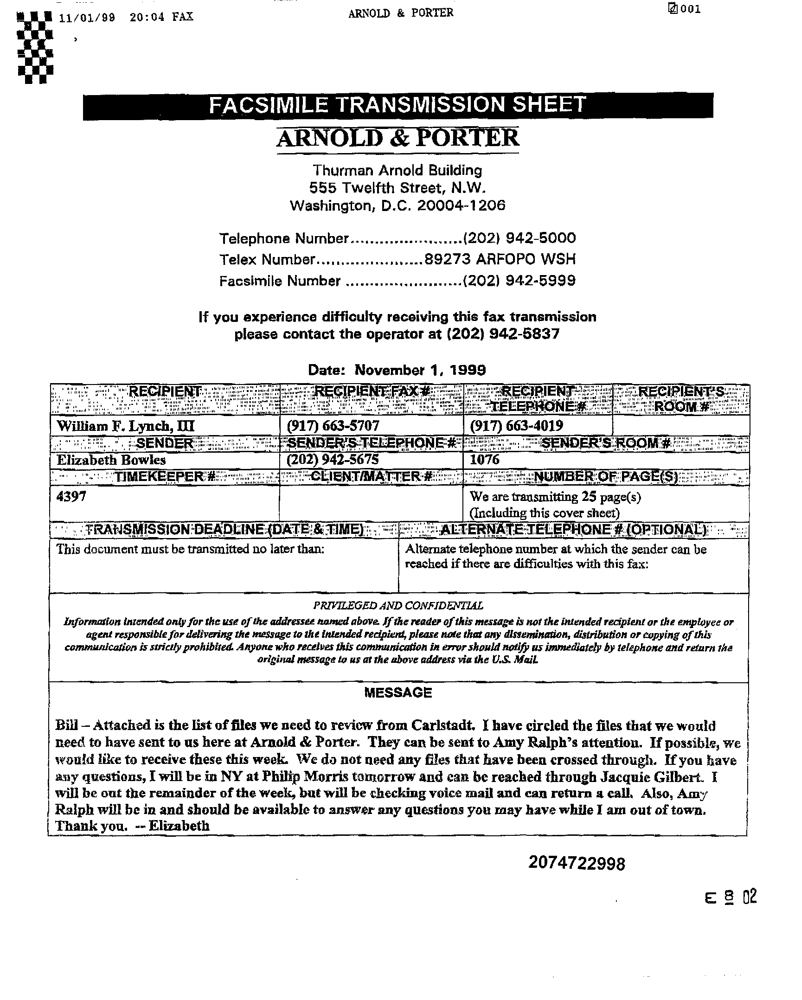 11/01/99 20:04 FAX ARNOLD & PORTER 001
FACSIMILE TRANSMISSION SHEET
ARNOLD & PORTER
Thurman Arnold Building
555 Twelfth Street, N.W.
Washington, D.C. 20004-1206
Telephone Number.......................(202) 942-5000
Telex Number......................89273 ARFOPO WSH
Facsimile Number ........................(202) 942-5999
If you experience difficulty receiving this fax transmission
please contact the operator at (202) 942-5837
Date: November 1, 1999
RECIPIENT RECIPIENT FAX # RECIPIENT TELEPHONE # RECIPIENT'S ROOM #
William F. Lynch, III (917) 663-5707 (917) 663-4019
SENDER SENDER'S TELEPHONE # SENDER'S ROOM #
Elizabeth Bowles (202) 942-5675 1076
TIMEKEEPER # CLIENT/MATTER # NUMBER OF PAGE(S)
4397 We are transmitting 25 page(s)
(Including this cover sheet)
TRANSMISSION DEADLINE (DATE & TIME) ALTERNATE TELEPHONE # (OPTIONAL)
This document must be transmitted no later than: Alternate telephone number at which the sender can be
reached if there are difficulties with this fax:
PRIVILEGED AND CONFIDENTIAL
Information intended only for the use of the addressee named above. If the reader of this message is not the intended recipient or the employee or
agent responsible for delivering the message to the intended recipient, please note that any dissemination, distribution or copying of this
communication is strictly prohibited. Anyone who receives this communication in error should notify us immediately by telephone and return the
original message to us at the above address via the U.S. Mail.
MESSAGE
Bill – Attached is the list of files we need to review from Carlstadt. I have circled the files that we would
need to have sent to us here at Arnold & Porter. They can be sent to Amy Ralph's attention. If possible, we
would like to receive these this week. We do not need any files that have been crossed through. If you have
any questions, I will be in NY at Philip Morris tomorrow and can be reached through Jacquie Gilbert. I
will be out the remainder of the week, but will be checking voice mail and can return a call. Also, Amy
Ralph will be in and should be available to answer any questions you may have while I am out of town.
Thank you. -- Elizabeth
2074722998
E 8 02